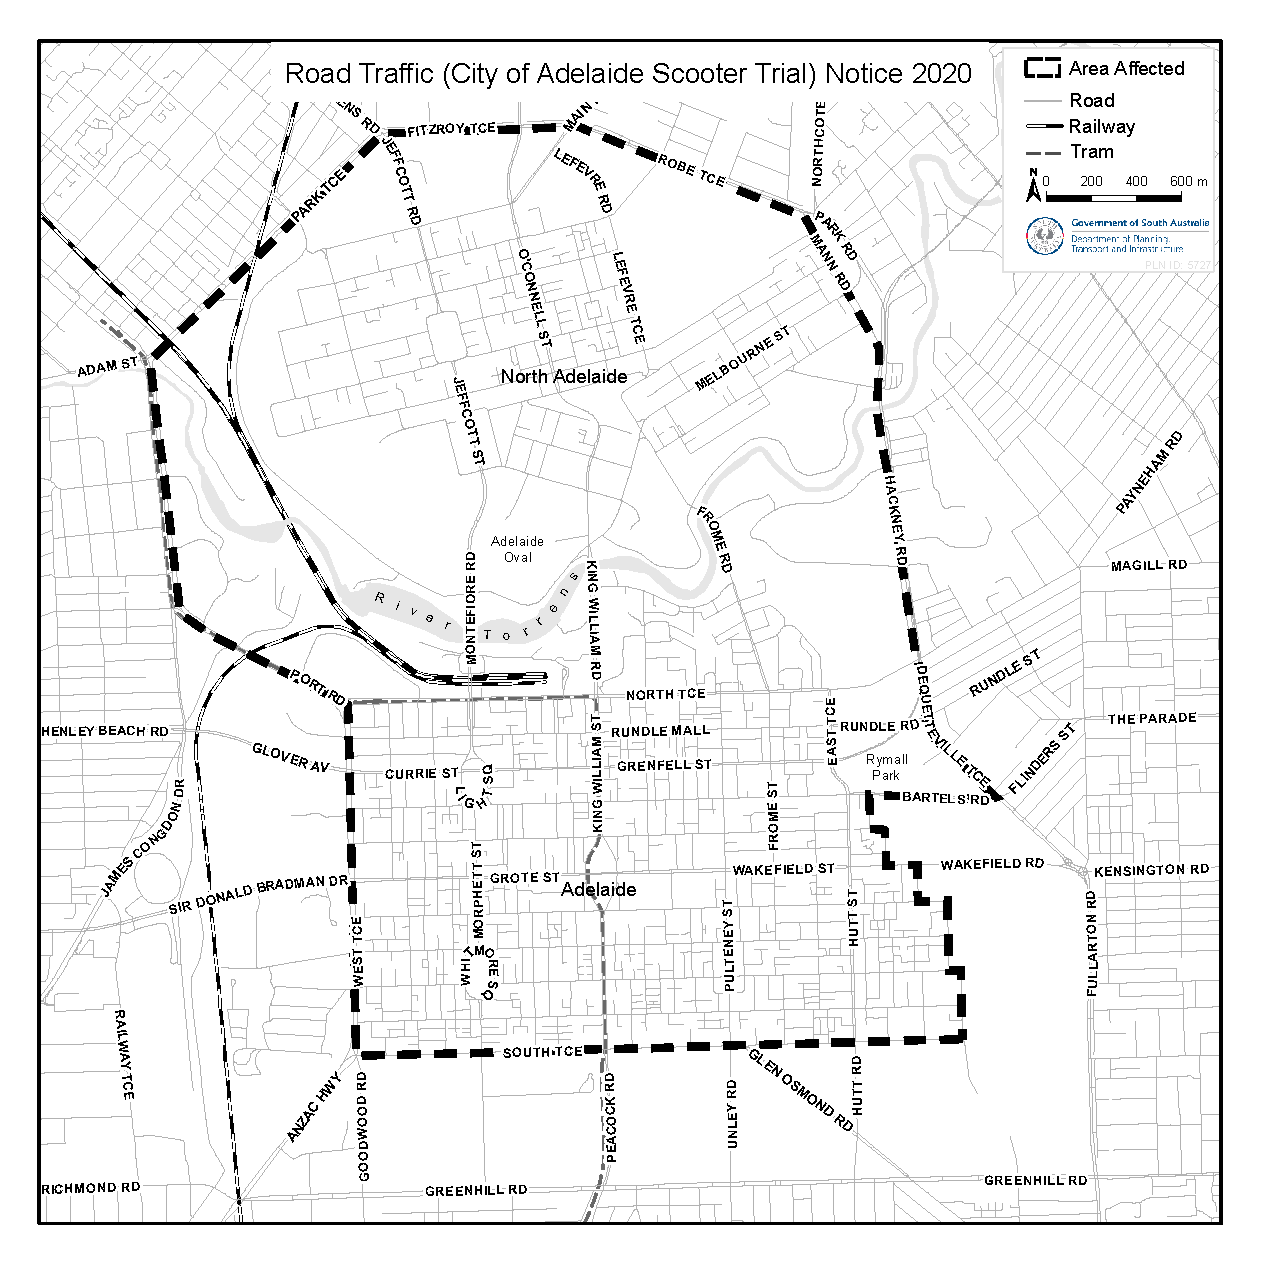 Road Traffic (City of Adelaide Scooter Trial) Notice 2020
Area Affected
Road
Railway
Tram
N
0 200 400 600 m
Government of South Australia
Department of Planning,
Transport and Infrastructure
PLN ID: 5727
ENS RD
FITZROY TCE
MAIN
NORTHCOTE
JEFFCOTT RD
LEFEVRE RD
ROBE TCE
PARK TCE
PARK RD
MANN RD
O'CONNELL ST
LEFEVRE TCE
MELBOURNE ST
ADAM ST
North Adelaide
JEFFCOTT ST
PAYNEHAM RD
HACKNEY RD
FROME RD
Adelaide
Oval
MAGILL RD
MONTEFIORE RD
KING WILLIAM RD
River Torrens
RUNDLE ST
DEQUETTEVILLE TCE
PORT RD
NORTH TCE
EAST TCE
RUNDLE RD
THE PARADE
HENLEY BEACH RD
RUNDLE MALL
KING WILLIAM ST
FLINDERS ST
GLOVER AV
CURRIE ST
LIGHT SQ
GRENFELL ST
Rymall
Park
BARTELS RD
FROME ST
JAMES CONGDON DR
MORPHETT ST
WAKEFIELD ST
WAKEFIELD RD
KENSINGTON RD
SIR DONALD BRADMAN DR
GROTE ST
Adelaide
HUTT ST
PULTENEY ST
WEST TCE
WHITMORE SQ
FULLARTON RD
RAILWAY TCE
SOUTH TCE
GLEN OSMOND RD
ANZAC HWY
GOODWOOD RD
PEACOCK RD
UNLEY RD
HUTT RD
RICHMOND RD
GREENHILL RD
GREENHILL RD